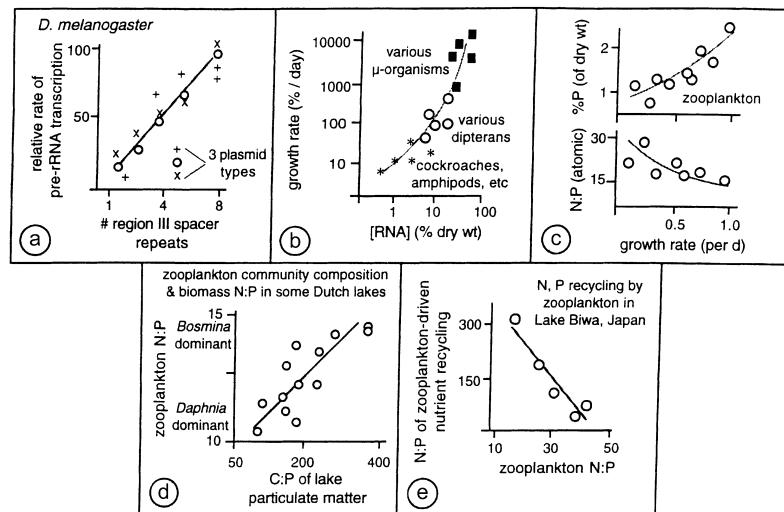 D. melanogaster
100
50
relative rate of
pre-rRNA transcription
+
o
x
3 plasmid
types
1
4
8
# region III spacer
repeats
a
10000
1000
100
10
growth rate (% / day)
various
µ-organisms
various
dipterans
cockroaches,
amphipods, etc
1
10
100
[RNA] (% dry wt)
b
2
1
%P (of dry wt)
zooplankton
30
15
N:P (atomic)
0.5
1.0
growth rate (per d)
c
zooplankton community composition
& biomass N:P in some Dutch lakes
15
Bosmina
dominant
Daphnia
dominant
10
zooplankton N:P
50
200
400
C:P of lake
particulate matter
d
N, P recycling by
zooplankton in
Lake Biwa, Japan
300
150
N:P of zooplankton-driven
nutrient recycling
10
30
50
zooplankton N:P
e